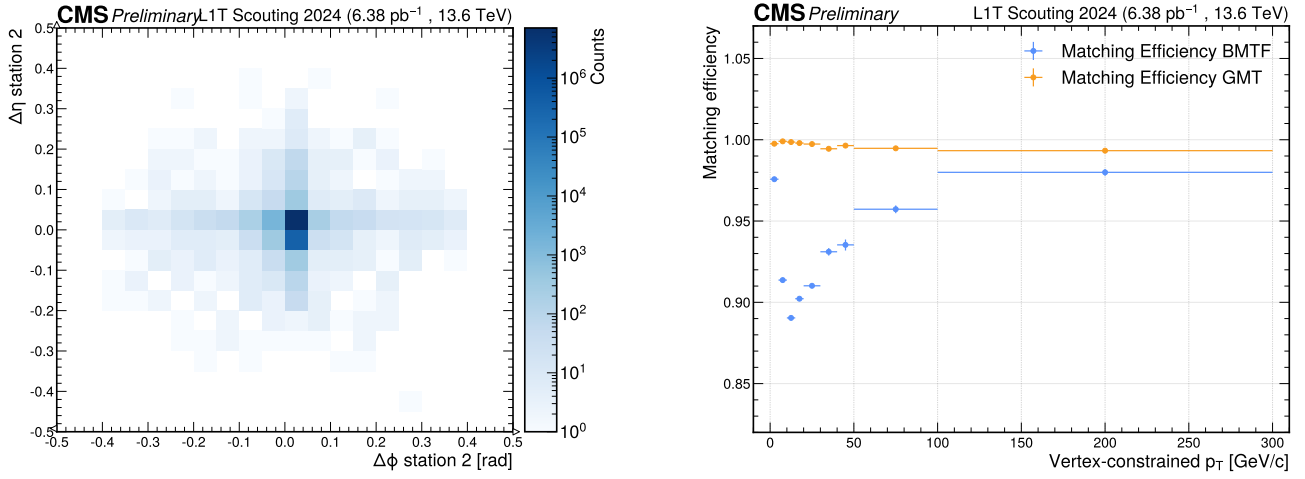 CMS Preliminary L1T Scouting 2024 (6.38 pb⁻¹ , 13.6 TeV)
Δη station 2
0.5
0.4
0.3
0.2
0.1
0.0
-0.1
-0.2
-0.3
-0.4
-0.5
-0.5 -0.4 -0.3 -0.2 -0.1 0.0 0.1 0.2 0.3 0.4 0.5
Δϕ station 2 [rad]
Counts
10⁶
10⁵
10⁴
10³
10²
10¹
10⁰
CMS Preliminary L1T Scouting 2024 (6.38 pb⁻¹ , 13.6 TeV)
Matching efficiency
Matching Efficiency BMTF
Matching Efficiency GMT
1.05
1.00
0.95
0.90
0.85
0 50 100 150 200 250 300
Vertex-constrained p_T [GeV/c]